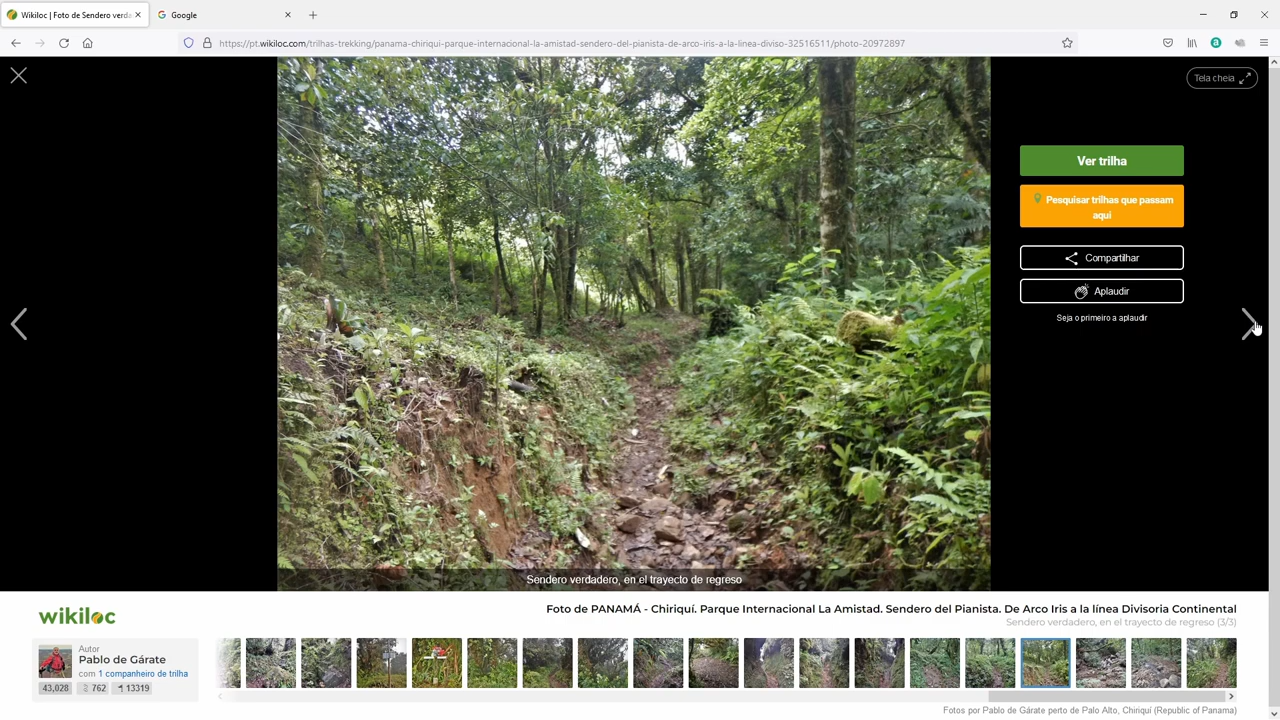 Wikiloc | Foto de Sendero verda
Google
https://pt.wikiloc.com/trilhas-trekking/panama-chiriqui-parque-internacional-la-amistad-sendero-del-pianista-de-arco-iris-a-la-linea-diviso-32516511/photo-20972897
Tela cheia
Ver trilha
Pesquisar trilhas que passam
aqui
Compartilhar
Aplaudir
Seja o primeiro a aplaudir
Sendero verdadero, en el trayecto de regreso
wikiloc
Foto de PANAMÁ - Chiriquí. Parque Internacional La Amistad. Sendero del Pianista. De Arco Iris a la línea Divisoria Continental
Sendero verdadero, en el trayecto de regreso (3/3)
Autor
Pablo de Gárate
com 1 companheiro de trilha
43,028 762 13319
Fotos por Pablo de Gárate perto de Palo Alto, Chiriquí (Republic of Panama)